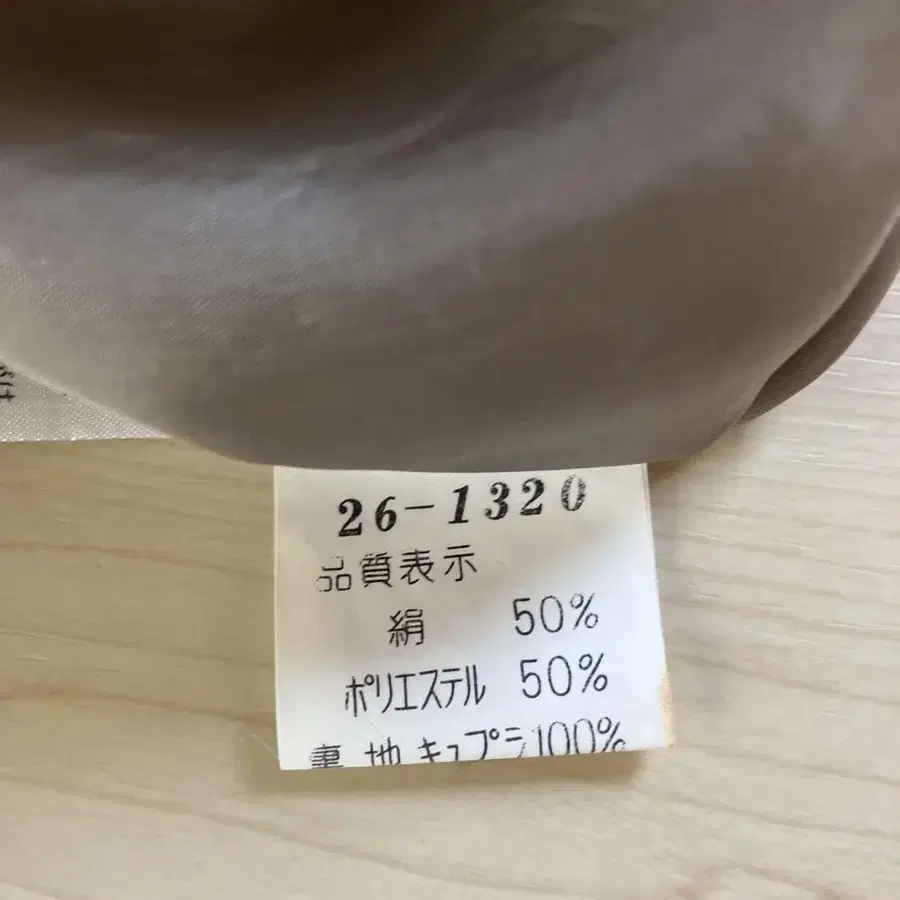 26-1320
品質表示
絹 50%
ポリエステル 50%
裏地 キュプラ100%